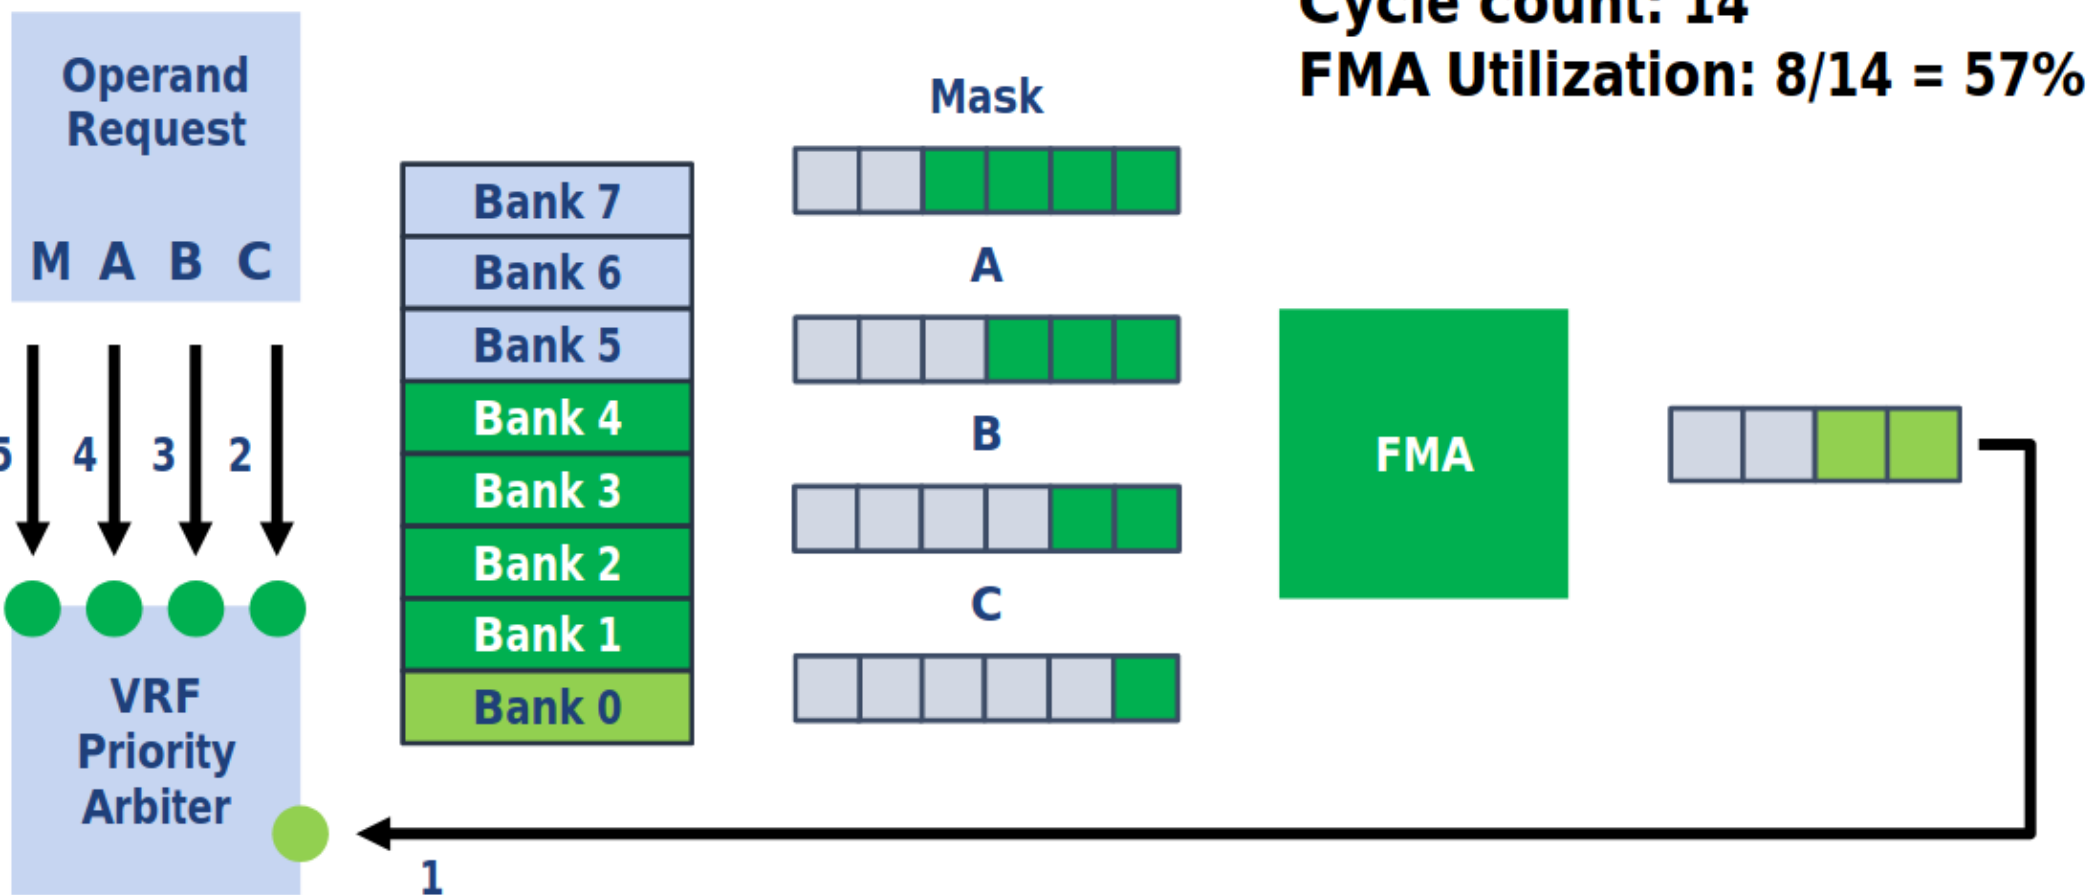 Cycle count: 14
FMA Utilization: 8/14 = 57%
Operand
Request
M A B C
5 4 3 2
VRF
Priority
Arbiter
1
Bank 7
Bank 6
Bank 5
Bank 4
Bank 3
Bank 2
Bank 1
Bank 0
Mask
A
B
C
FMA